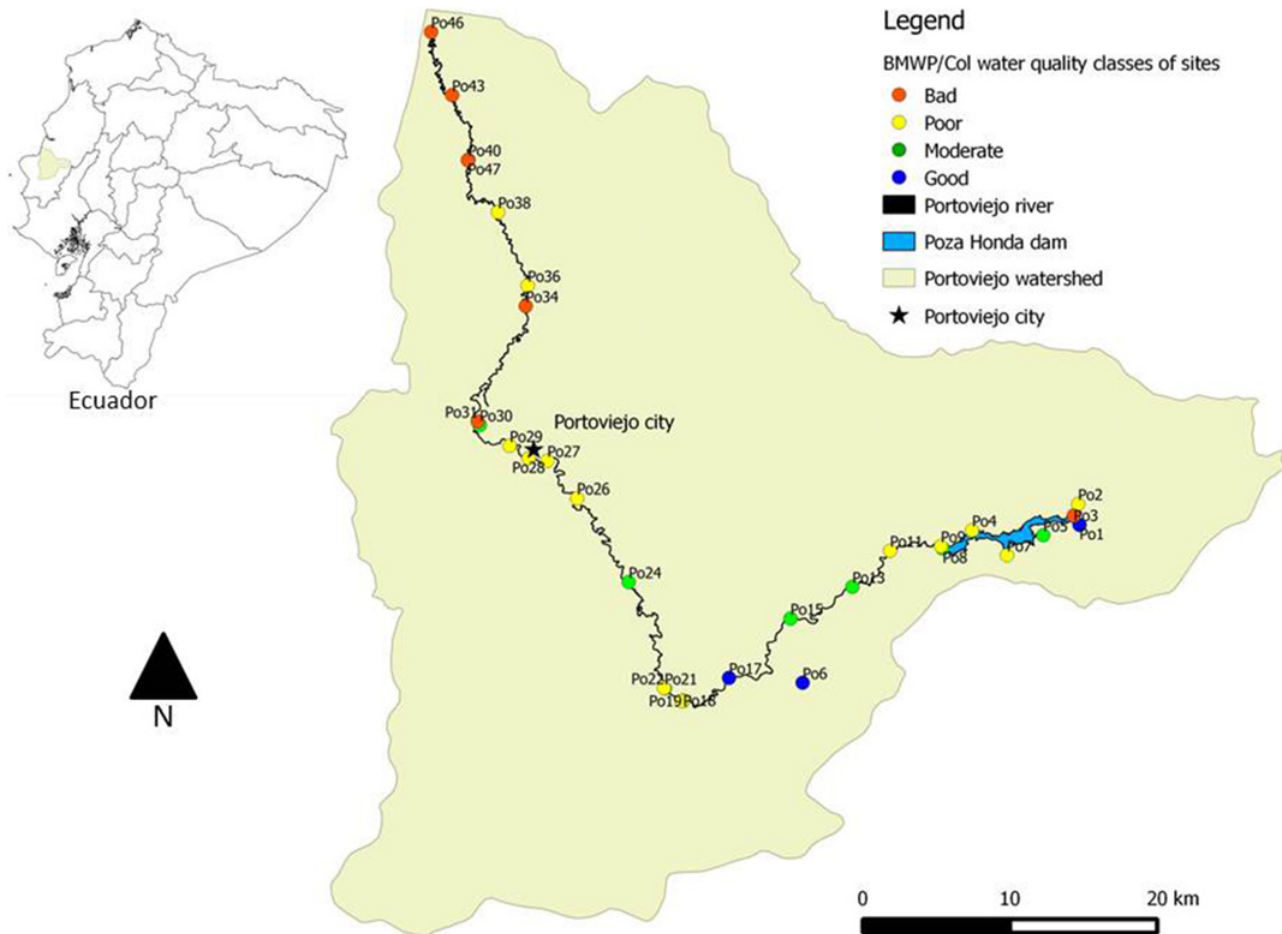 Legend
BMWP/Col water quality classes of sites
Bad
Poor
Moderate
Good
Portoviejo river
Poza Honda dam
Portoviejo watershed
Portoviejo city
Ecuador
Po46
Po43
Po40
Po47
Po38
Po36
Po34
Po31
Po30
Po29
Portoviejo city
Po28
Po27
Po26
Po24
Po22
Po21
Po19
Po18
Po17
Po6
Po15
Po13
Po11
Po9
Po8
Po4
Po7
Po5
Po2
Po3
Po1
N
0 10 20 km